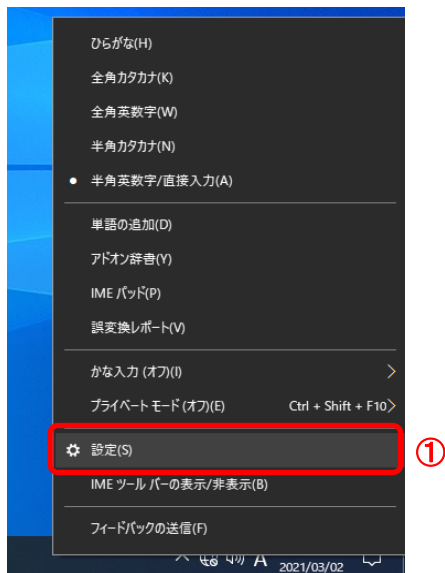 ひらがな(H)
全角カタカナ(K)
全角英数字(W)
半角カタカナ(N)
半角英数字/直接入力(A)
単語の追加(D)
アドオン辞書(Y)
IME パッド(P)
誤変換レポート(V)
かな入力 (オフ)(I)
プライベート モード (オフ)(E) Ctrl + Shift + F10
設定(S)
①
IME ツール バーの表示/非表示(B)
フィードバックの送信(F)
A
2021/03/02